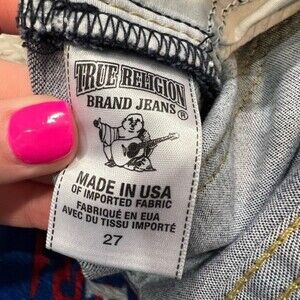 TRUE RELIGION
BRAND JEANS®
MADE IN USA
OF IMPORTED FABRIC
FABRIQUÉ EN EUA
AVEC DU TISSU IMPORTÉ
27